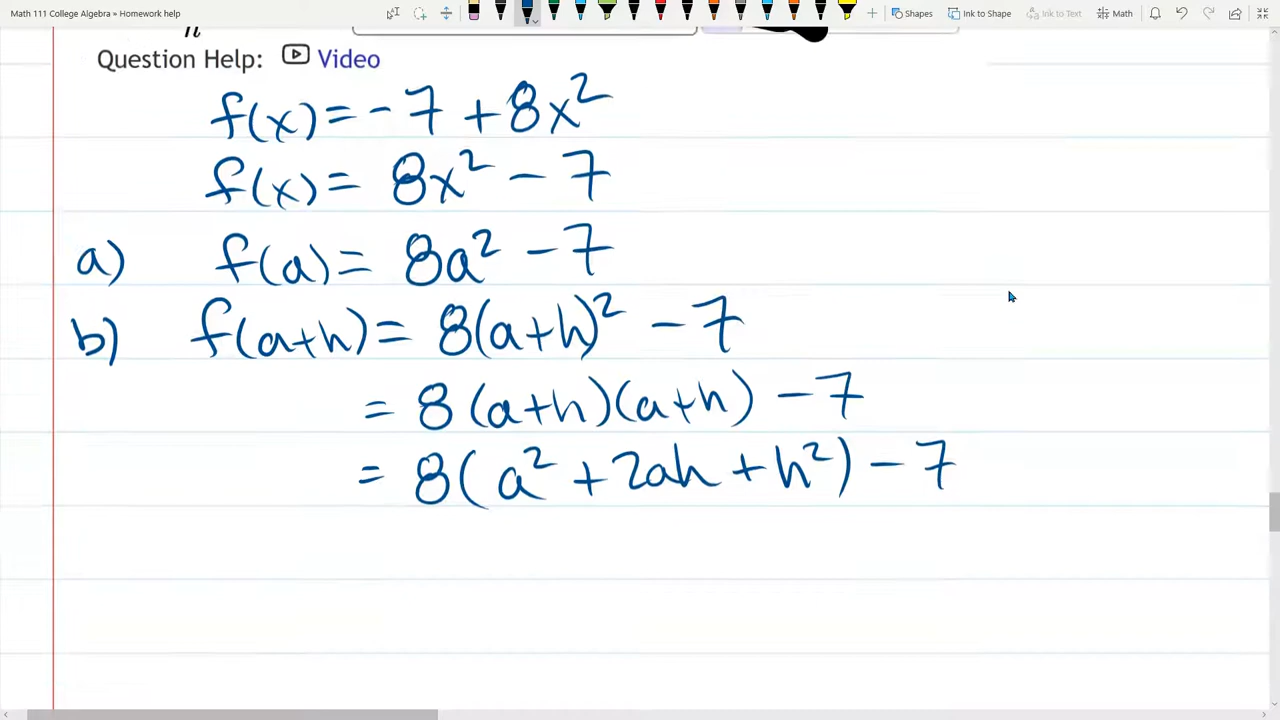 Math 111 College Algebra » Homework help
Shapes
Ink to Shape
Ink to Text
Math
Question Help: Video
f(x) = -7 + 8x²
f(x) = 8x² - 7
a) f(a) = 8a² - 7
b) f(a+h) = 8(a+h)² - 7
= 8(a+h)(a+h) - 7
= 8(a² + 2ah + h²) - 7